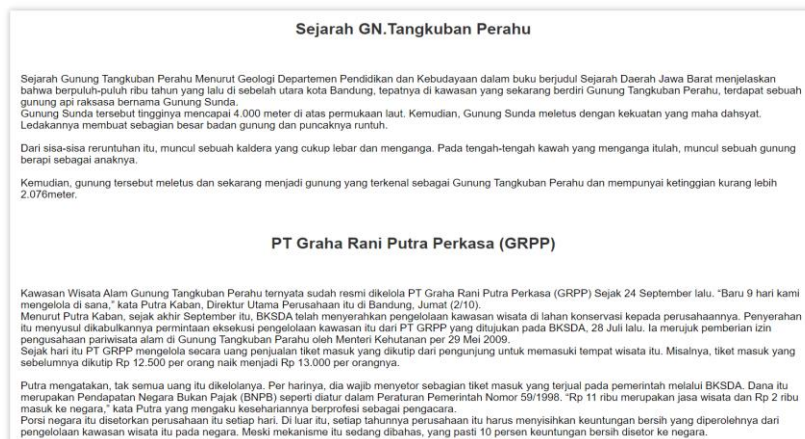 Sejarah GN.Tangkuban Perahu
Sejarah Gunung Tangkuban Perahu Menurut Geologi Departemen Pendidikan dan Kebudayaan dalam buku berjudul Sejarah Daerah Jawa Barat menjelaskan
bahwa berpuluh-puluh ribu tahun yang lalu di sebelah utara kota Bandung, tepatnya di kawasan yang sekarang berdiri Gunung Tangkuban Perahu, terdapat sebuah
gunung api raksasa bernama Gunung Sunda.
Gunung Sunda tersebut tingginya mencapai 4.000 meter di atas permukaan laut. Kemudian, Gunung Sunda meletus dengan kekuatan yang maha dahsyat.
Ledakannya membuat sebagian besar badan gunung dan puncaknya runtuh.
Dari sisa-sisa reruntuhan itu, muncul sebuah kaldera yang cukup lebar dan menganga. Pada tengah-tengah kawah yang menganga itulah, muncul sebuah gunung
berapi sebagai anaknya.
Kemudian, gunung tersebut meletus dan sekarang menjadi gunung yang terkenal sebagai Gunung Tangkuban Perahu dan mempunyai ketinggian kurang lebih
2.076meter.
PT Graha Rani Putra Perkasa (GRPP)
Kawasan Wisata Alam Gunung Tangkuban Perahu ternyata sudah resmi dikelola PT Graha Rani Putra Perkasa (GRPP) Sejak 24 September lalu. “Baru 9 hari kami
mengelola di sana,” kata Putra Kaban, Direktur Utama Perusahaan itu di Bandung, Jumat (2/10).
Menurut Putra Kaban, sejak akhir September itu, BKSDA telah menyerahkan pengelolaan kawasan wisata di lahan konservasi kepada perusahaannya. Penyerahan
itu menyusul dikabulkannya permintaan eksekusi pengelolaan kawasan itu dari PT GRPP yang ditujukan pada BKSDA, 28 Juli lalu. Ia merujuk pemberian izin
pengusahaan pariwisata alam di Gunung Tangkuban Parahu oleh Menteri Kehutanan per 29 Mei 2009.
Sejak hari itu PT GRPP mengelola secara uang penjualan tiket masuk yang dikutip dari pengunjung untuk memasuki tempat wisata itu. Misalnya, tiket masuk yang
sebelumnya dikutip Rp 12.500 per orang naik menjadi Rp 13.000 per orangnya.
Putra mengatakan, tak semua uang itu dikelolanya. Per harinya, dia wajib menyetor sebagian tiket masuk yang terjual pada pemerintah melalui BKSDA. Dana itu
merupakan Pendapatan Negara Bukan Pajak (BNPB) seperti diatur dalam Peraturan Pemerintah Nomor 59/1998. “Rp 11 ribu merupakan jasa wisata dan Rp 2 ribu
masuk ke negara,” kata Putra yang mengaku kesehariannya berprofesi sebagai pengacara.
Porsi negara itu disetorkan perusahaan itu setiap hari. Di luar itu, setiap tahunnya perusahaan itu harus menyisihkan keuntungan bersih yang diperolehnya dari
pengelolaan kawasan wisata itu pada negara. Meski mekanisme itu sedang dibahas, yang pasti 10 persen keuntungan bersih disetor ke negara.